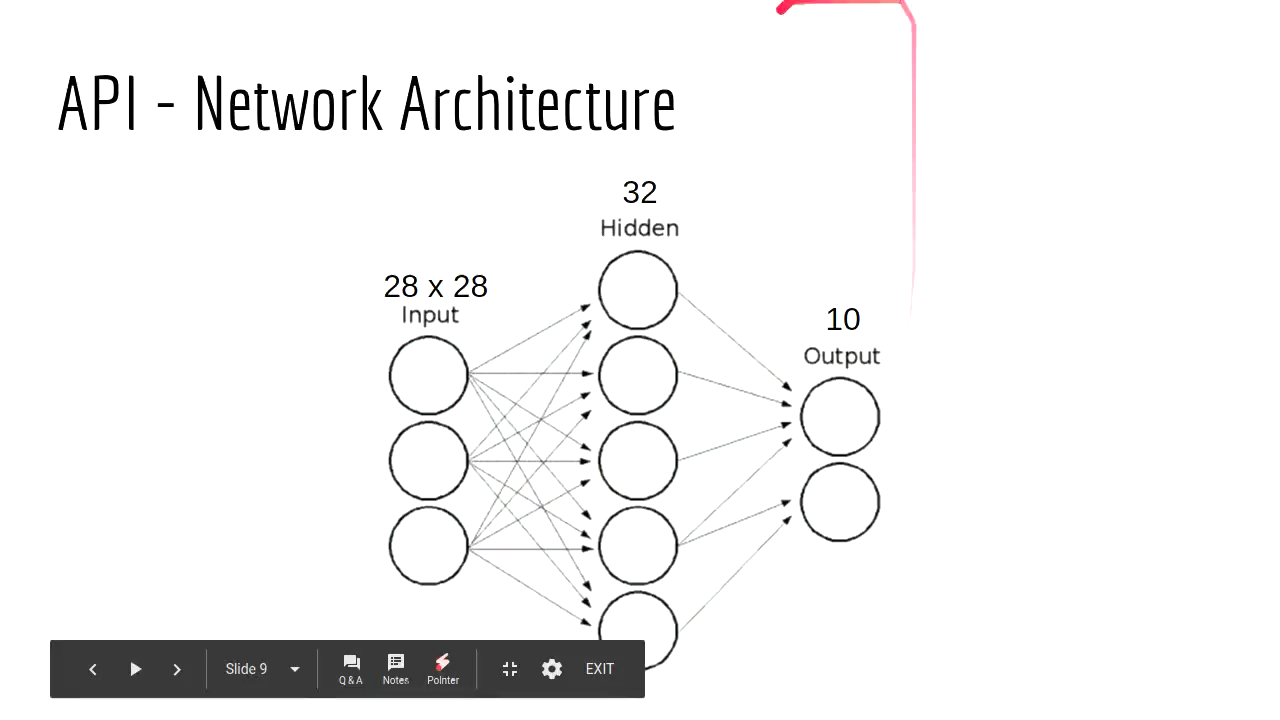 API - Network Architecture
32
Hidden
28 x 28
Input
10
Output
Slide 9
Q & A
Notes
Pointer
EXIT